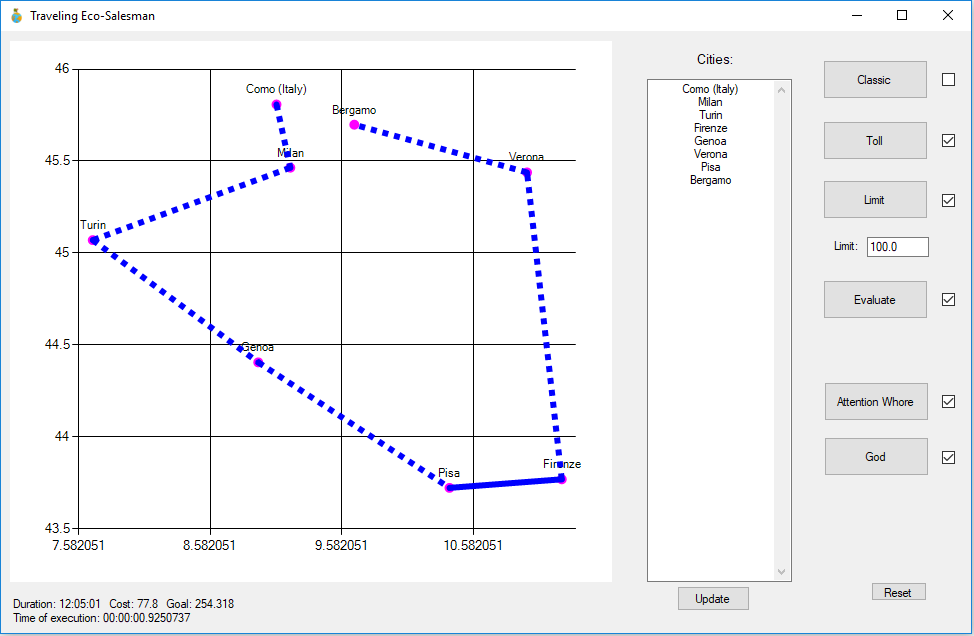 Traveling Eco-Salesman
46
45.5
45
44.5
44
43.5
7.582051 8.582051 9.582051 10.582051
Como (Italy)
Bergamo
Milan
Verona
Turin
Genoa
Pisa
Firenze
Cities:
Como (Italy)
Milan
Turin
Firenze
Genoa
Verona
Pisa
Bergamo
Update
Classic
Toll
Limit
Limit: 100.0
Evaluate
Attention Whore
God
Reset
Duration: 12:05:01 Cost: 77.8 Goal: 254.318
Time of execution: 00:00:00.9250737